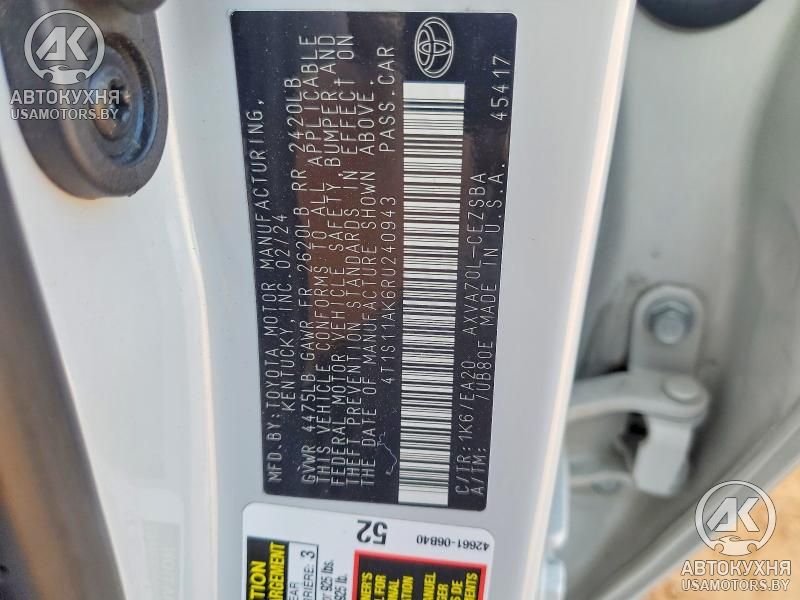 MFD.BY:TOYOTA MOTOR MANUFACTURING,
KENTUCKY, INC. 02/24
GVWR 4475LB GAWR FR 2620LB RR 2420LB
THIS VEHICLE CONFORMS TO ALL APPLICABLE
FEDERAL MOTOR VEHICLE SAFETY, BUMPER AND
THEFT PREVENTION STANDARDS IN EFFECT ON
THE DATE OF MANUFACTURE SHOWN ABOVE.
4T1S11AK6RU240943 PASS.CAR
C/TR:1K6/EA20 AXVA70L-CEZSBA
A/TM: /UB80E MADE IN U.S.A. 45417
52
42661-06B40
AK
АВТОКУХНЯ
USAMOTORS.BY
AK
АВТОКУХНЯ
USAMOTORS.BY